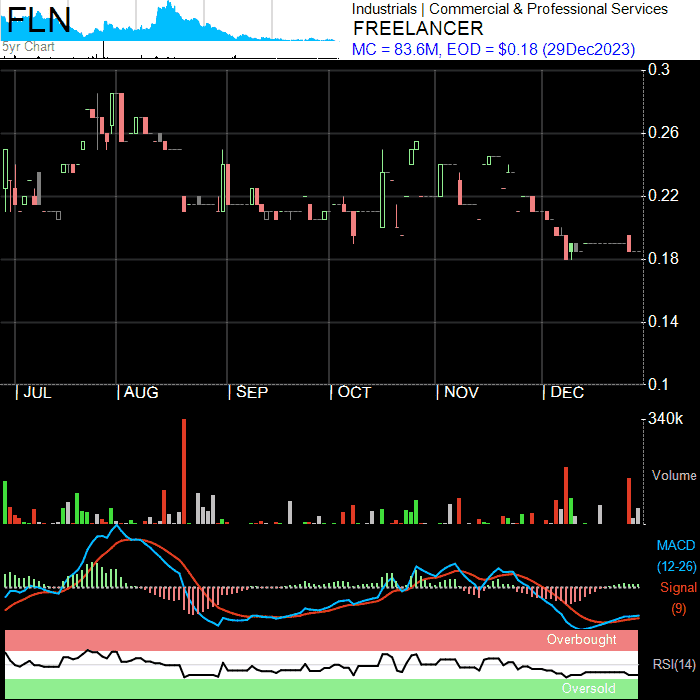 FLN
5yr Chart
Industrials | Commercial & Professional Services
FREELANCER
MC = 83.6M, EOD = $0.18 (29Dec2023)
0.3
0.26
0.22
0.18
0.14
0.1
| JUL | AUG | SEP | OCT | NOV | DEC
340k
Volume
MACD
(12-26)
Signal
(9)
Overbought
RSI(14)
Oversold